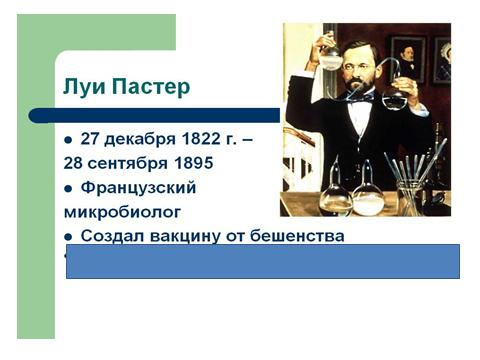 Луи Пастер
27 декабря 1822 г. –
28 сентября 1895
Французский
микробиолог
Создал вакцину от бешенства